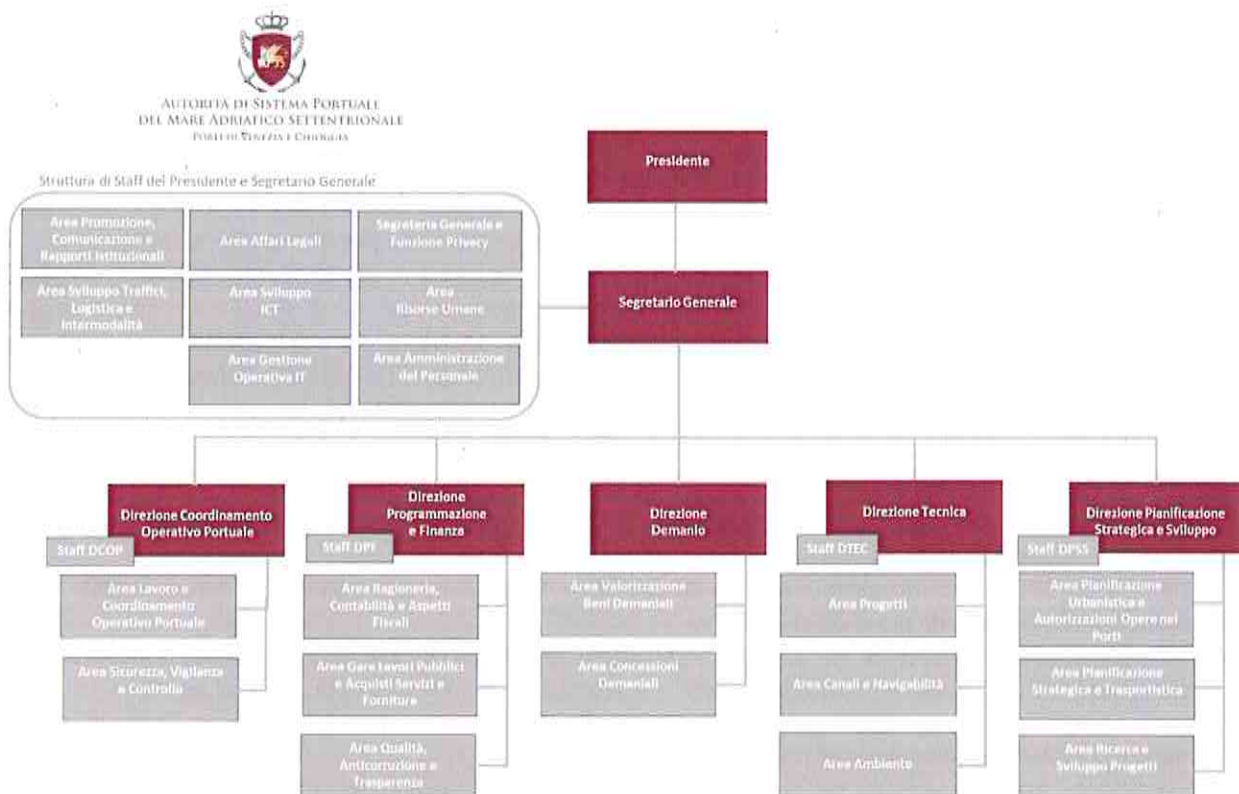 AUTORITÀ DI SISTEMA PORTUALE
DEL MARE ADRIATICO SETTENTRIONALE
PORTI DI VENEZIA E CHIOGGIA
Struttura di Staff del Presidente e Segretario Generale
Area Promozione,
Comunicazione e
Rapporti Istituzionali
Area Affari Legali
Segreteria Generale e
Funzione Privacy
Area Sviluppo Traffici,
Logistica e
Intermodalità
Area Sviluppo
ICT
Area
Risorse Umane
Area Gestione
Operativa IT
Area Amministrazione
del Personale
Presidente
Segretario Generale
Direzione Coordinamento
Operativo Portuale
Staff DCOP
Area Lavoro e
Coordinamento
Operativo Portuale
Area Sicurezza, Vigilanza
e Controllo
Direzione
Programmazione
e Finanza
Staff DPF
Area Ragioneria,
Contabilità e Aspetti
Fiscali
Area Gare Lavori Pubblici
e Acquisti Servizi e
Forniture
Area Qualità,
Anticorruzione e
Trasparenza
Direzione
Demanio
Area Valorizzazione
Beni Demaniali
Area Concessioni
Demaniali
Direzione Tecnica
Staff DTEC
Area Progetti
Area Canali e Navigabilità
Area Ambiente
Direzione Pianificazione
Strategica e Sviluppo
Staff DPSS
Area Pianificazione
Urbanistica e
Autorizzazioni Opere nei
Porti
Area Pianificazione
Strategica e Trasportistica
Area Ricerca e
Sviluppo Progetti